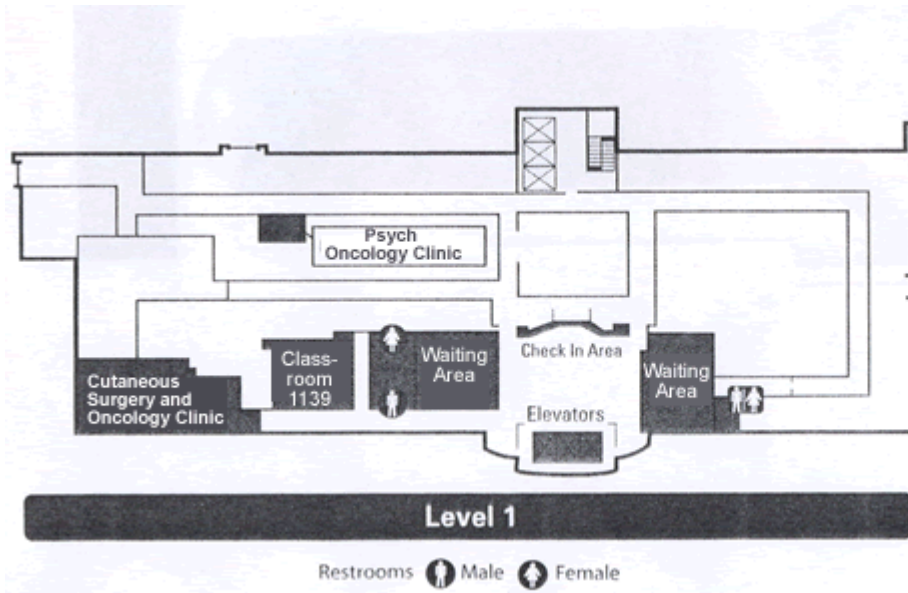 Psych
Oncology Clinic
Check In Area
Class-
room
1139
Waiting
Area
Waiting
Area
Cutaneous
Surgery and
Oncology Clinic
Elevators
Level 1
Restrooms Male Female